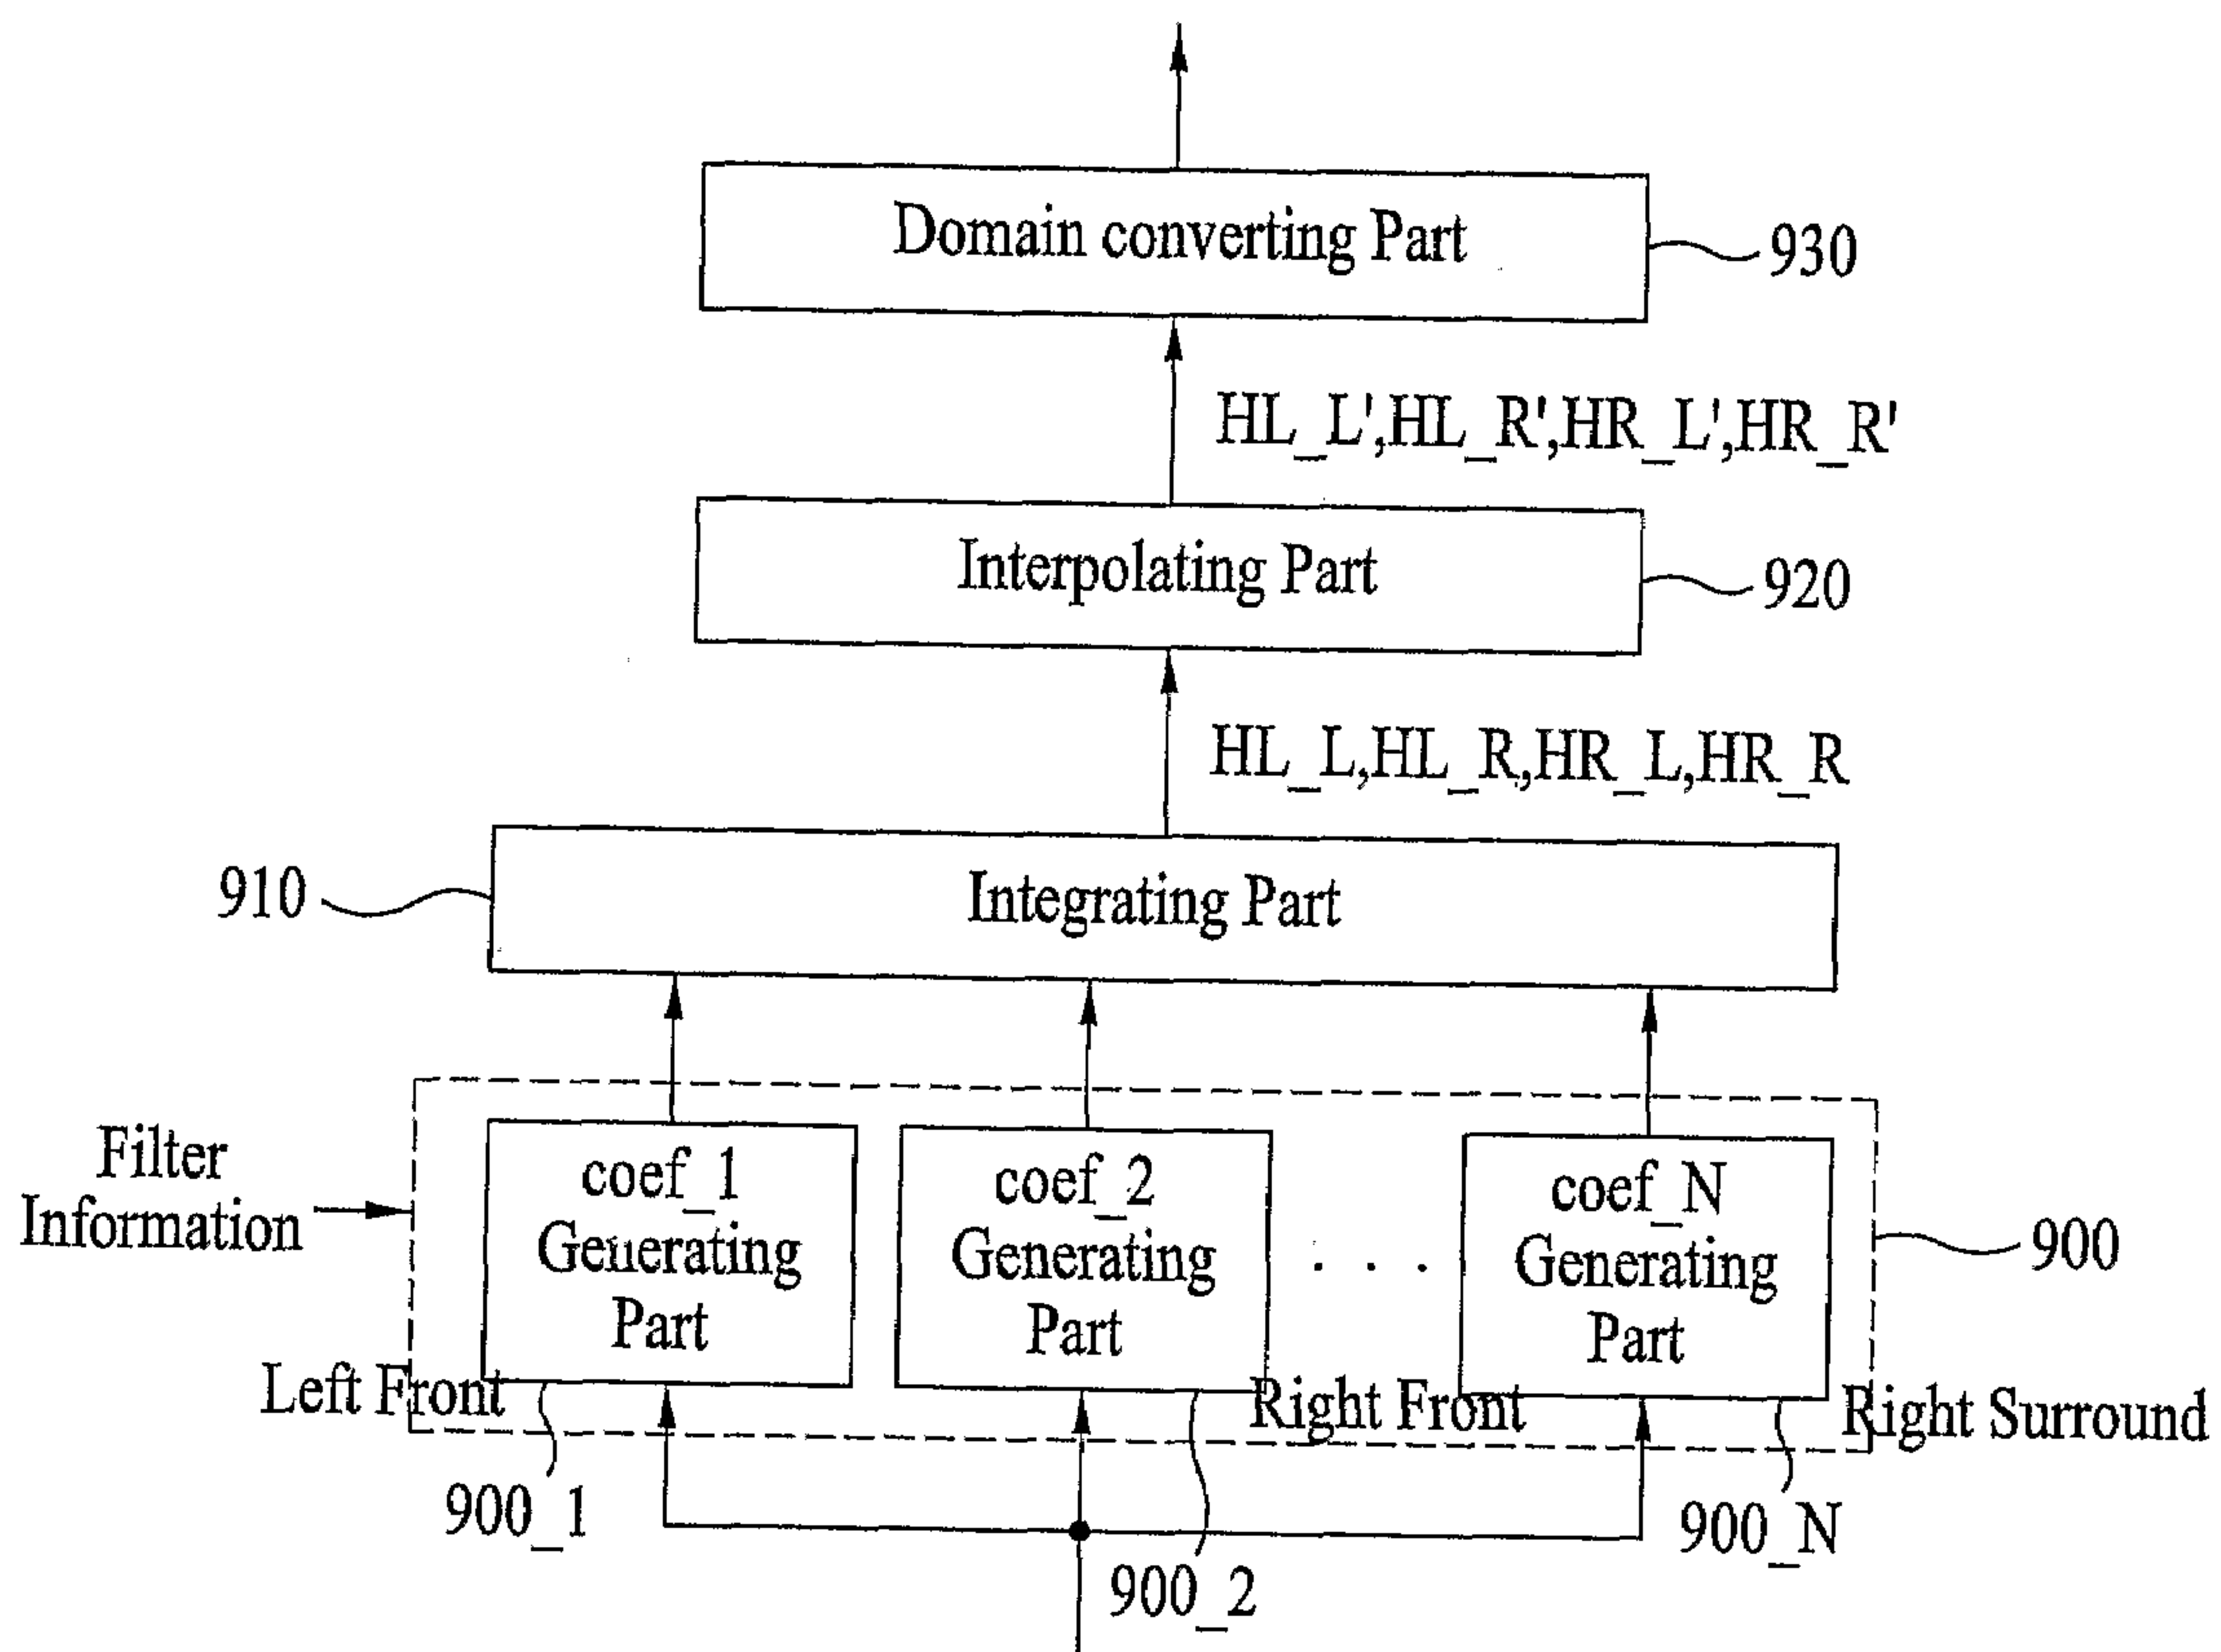 Domain converting Part
930
HL_L',HL_R',HR_L',HR_R'
Interpolating Part
920
HL_L,HL_R,HR_L,HR_R
910
Integrating Part
Filter
Information
coef_1
Generating
Part
coef_2
Generating
Part
. . .
coef_N
Generating
Part
900
Left Front
Right Front
Right Surround
900_1
900_2
900_N